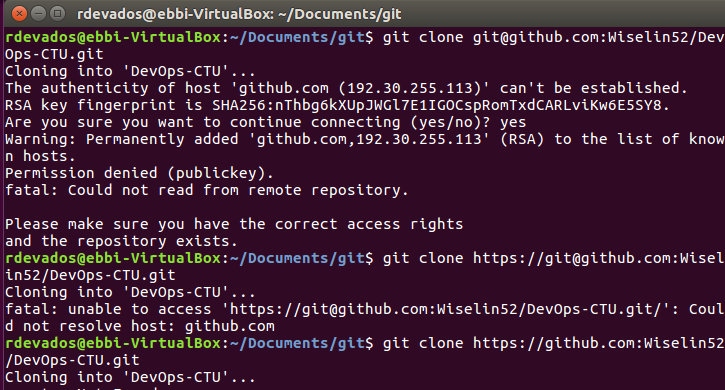 rdevados@ebbi-VirtualBox: ~/Documents/git
rdevados@ebbi-VirtualBox:~/Documents/git$ git clone git@github.com:Wiselin52/Dev
Ops-CTU.git
Cloning into 'DevOps-CTU'...
The authenticity of host 'github.com (192.30.255.113)' can't be established.
RSA key fingerprint is SHA256:nThbg6kXUpJWGl7E1IGOCspRomTxdCARLviKw6E5SY8.
Are you sure you want to continue connecting (yes/no)? yes
Warning: Permanently added 'github.com,192.30.255.113' (RSA) to the list of know
n hosts.
Permission denied (publickey).
fatal: Could not read from remote repository.
Please make sure you have the correct access rights
and the repository exists.
rdevados@ebbi-VirtualBox:~/Documents/git$ git clone https://git@github.com:Wisel
in52/DevOps-CTU.git
Cloning into 'DevOps-CTU'...
fatal: unable to access 'https://git@github.com:Wiselin52/DevOps-CTU.git/': Coul
d not resolve host: github.com
rdevados@ebbi-VirtualBox:~/Documents/git$ git clone https://github.com:Wiselin52
/DevOps-CTU.git
Cloning into 'DevOps-CTU'...